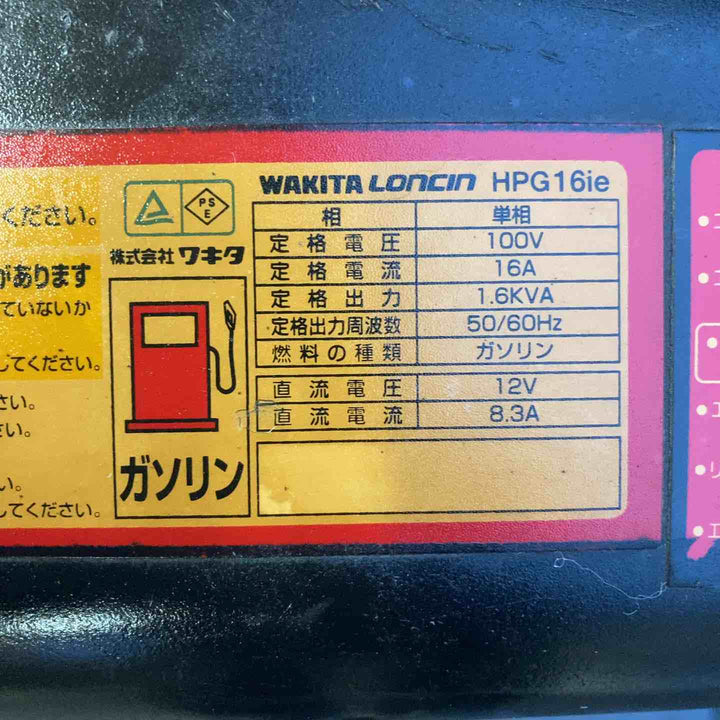 ください。
があります
ていないか
してください。
さい。
さい。
い。
してください。
PS
E
株式会社 ワキタ
ガソリン
WAKITA LONCIN HPG16ie
相 単相
定格電圧 100V
定格電流 16A
定格出力 1.6KVA
定格出力周波数 50/60Hz
燃料の種類 ガソリン
直流電圧 12V
直流電流 8.3A